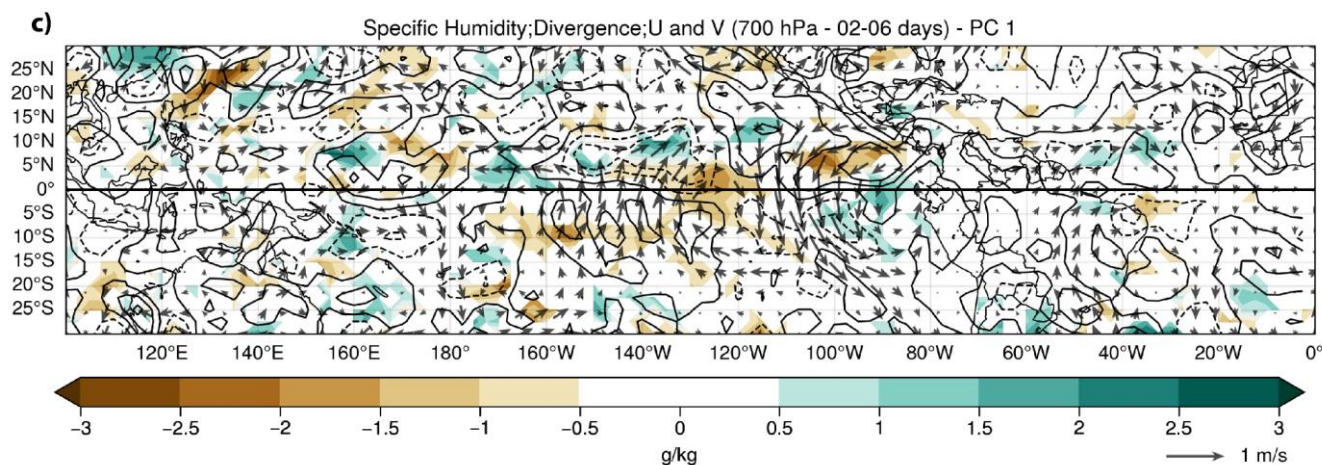 c)
Specific Humidity;Divergence;U and V (700 hPa - 02-06 days) - PC 1
25°N
20°N
15°N
10°N
5°N
0°
5°S
10°S
15°S
20°S
25°S
120°E 140°E 160°E 180° 160°W 140°W 120°W 100°W 80°W 60°W 40°W 20°W 0°
−3 −2.5 −2 −1.5 −1 −0.5 0 0.5 1 1.5 2 2.5 3
g/kg
1 m/s